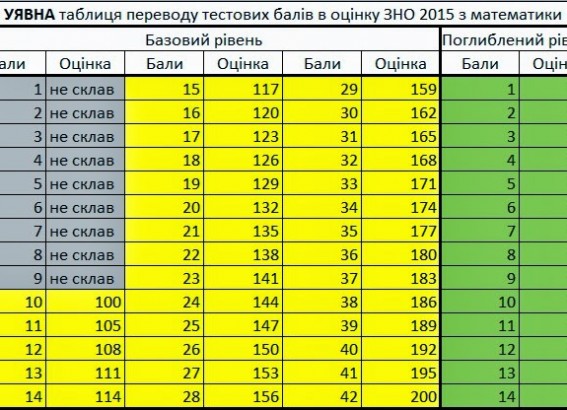 УЯВНА таблиця переводу тестових балів в оцінку ЗНО 2015 з математики
Базовий рівень Поглиблений рів
али Оцінка Бали Оцінка Бали Оцінка Бали Оцін
1 не склав 15 117 29 159 1
2 не склав 16 120 30 162 2
3 не склав 17 123 31 165 3
4 не склав 18 126 32 168 4
5 не склав 19 129 33 171 5
6 не склав 20 132 34 174 6
7 не склав 21 135 35 177 7
8 не склав 22 138 36 180 8
9 не склав 23 141 37 183 9
10 100 24 144 38 186 10
11 105 25 147 39 189 11
12 108 26 150 40 192 12
13 111 27 153 41 195 13
14 114 28 156 42 200 14